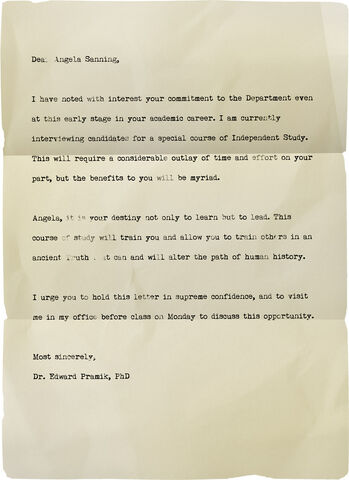 Dear Angela Sanning,
I have noted with interest your commitment to the Department even
at this early stage in your academic career. I am currently
interviewing candidates for a special course of Independent Study.
This will require a considerable outlay of time and effort on your
part, but the benefits to you will be myriad.
Angela, it is your destiny not only to learn but to lead. This
course of study will train you and allow you to train others in an
ancient Truth that can and will alter the path of human history.
I urge you to hold this letter in supreme confidence, and to visit
me in my office before class on Monday to discuss this opportunity.
Most sincerely,
Dr. Edward Pramik, PhD